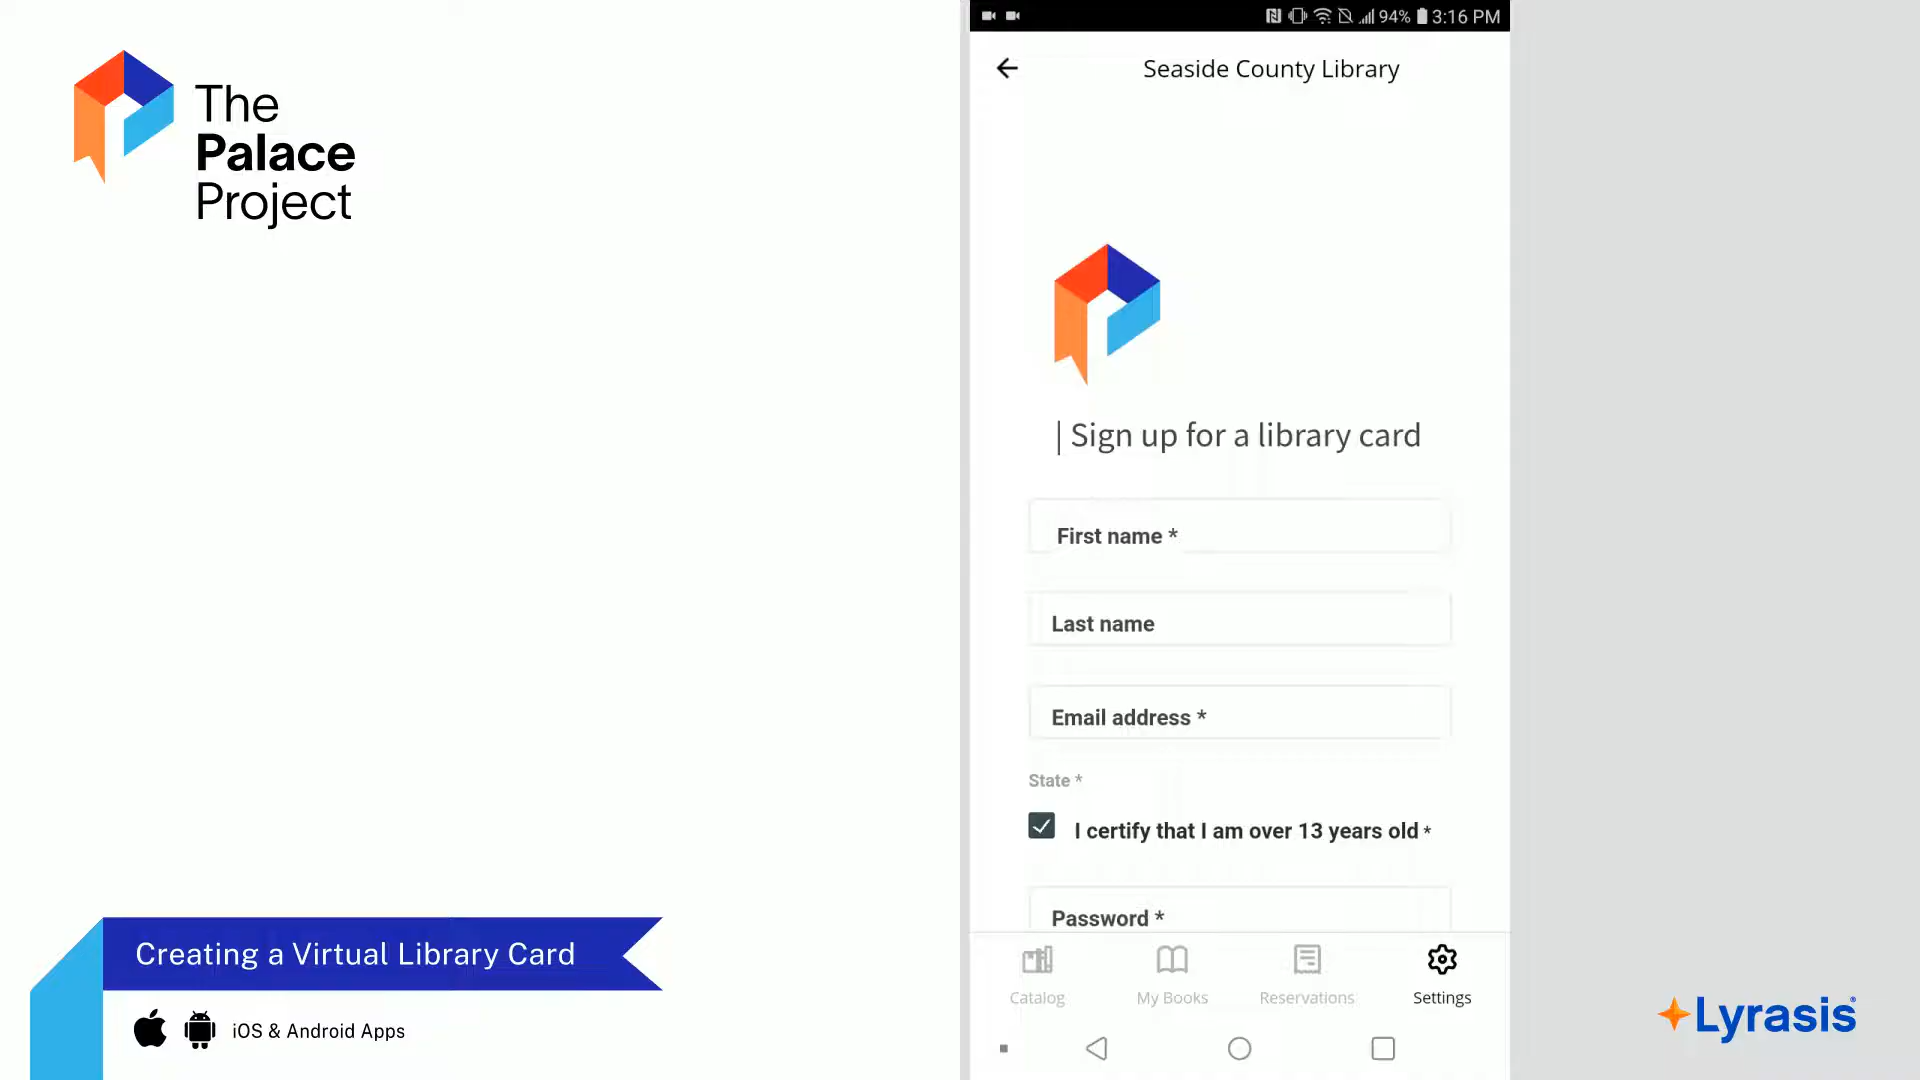 The
Palace
Project
94% 3:16 PM
Seaside County Library
Sign up for a library card
First name *
Last name
Email address *
State *
I certify that I am over 13 years old *
Password *
Catalog
My Books
Reservations
Settings
Creating a Virtual Library Card
iOS & Android Apps
Lyrasis